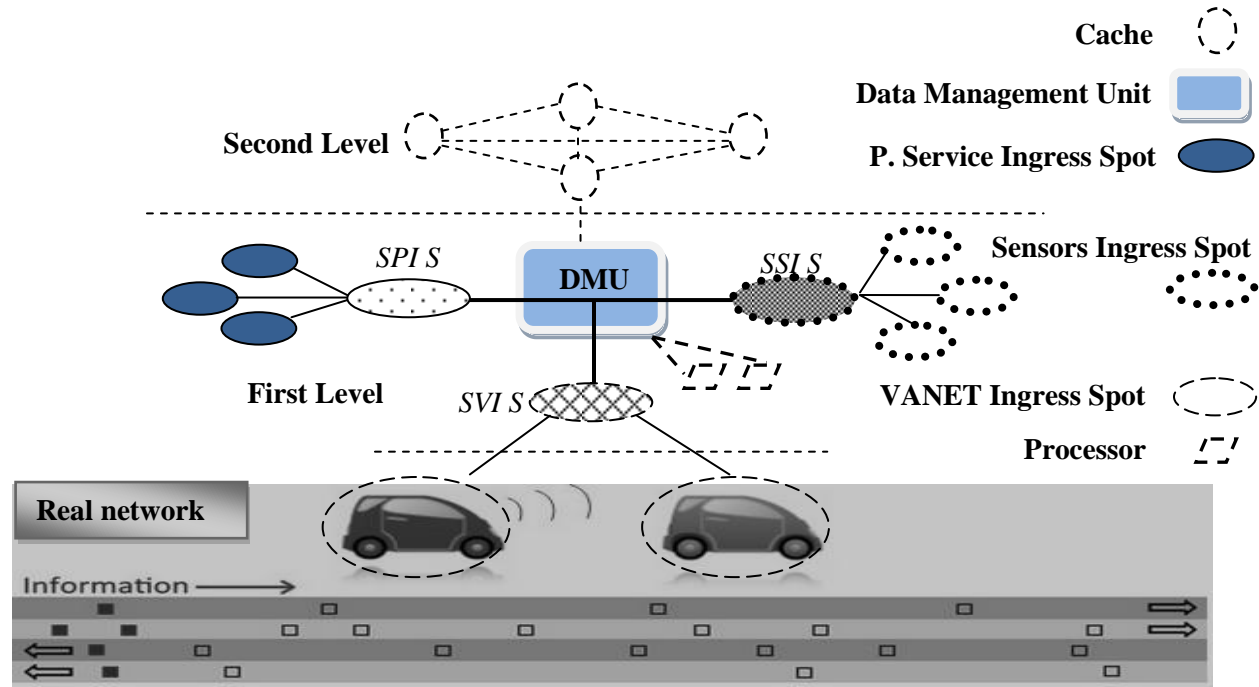 Cache
Data Management Unit
Second Level
P. Service Ingress Spot
SPI S
DMU
SSI S
Sensors Ingress Spot
First Level
SVI S
VANET Ingress Spot
Processor
Real network
Information